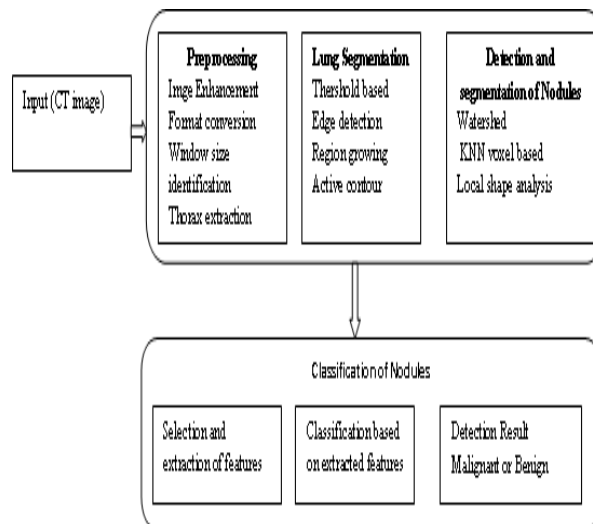 Input (CT image)
Preprocessing
Imge Enhancement
Format conversion
Window size
identification
Thorax extraction
Lung Segmentation
Thershold based
Edge detection
Region growing
Active contour
Detection and
segmentation of Nodules
Watershed
KNN voxel based
Local shape analysis
Classification of Nodules
Selection and
extraction of features
Classification based
on extracted features
Detection Result
Malignant or Benign